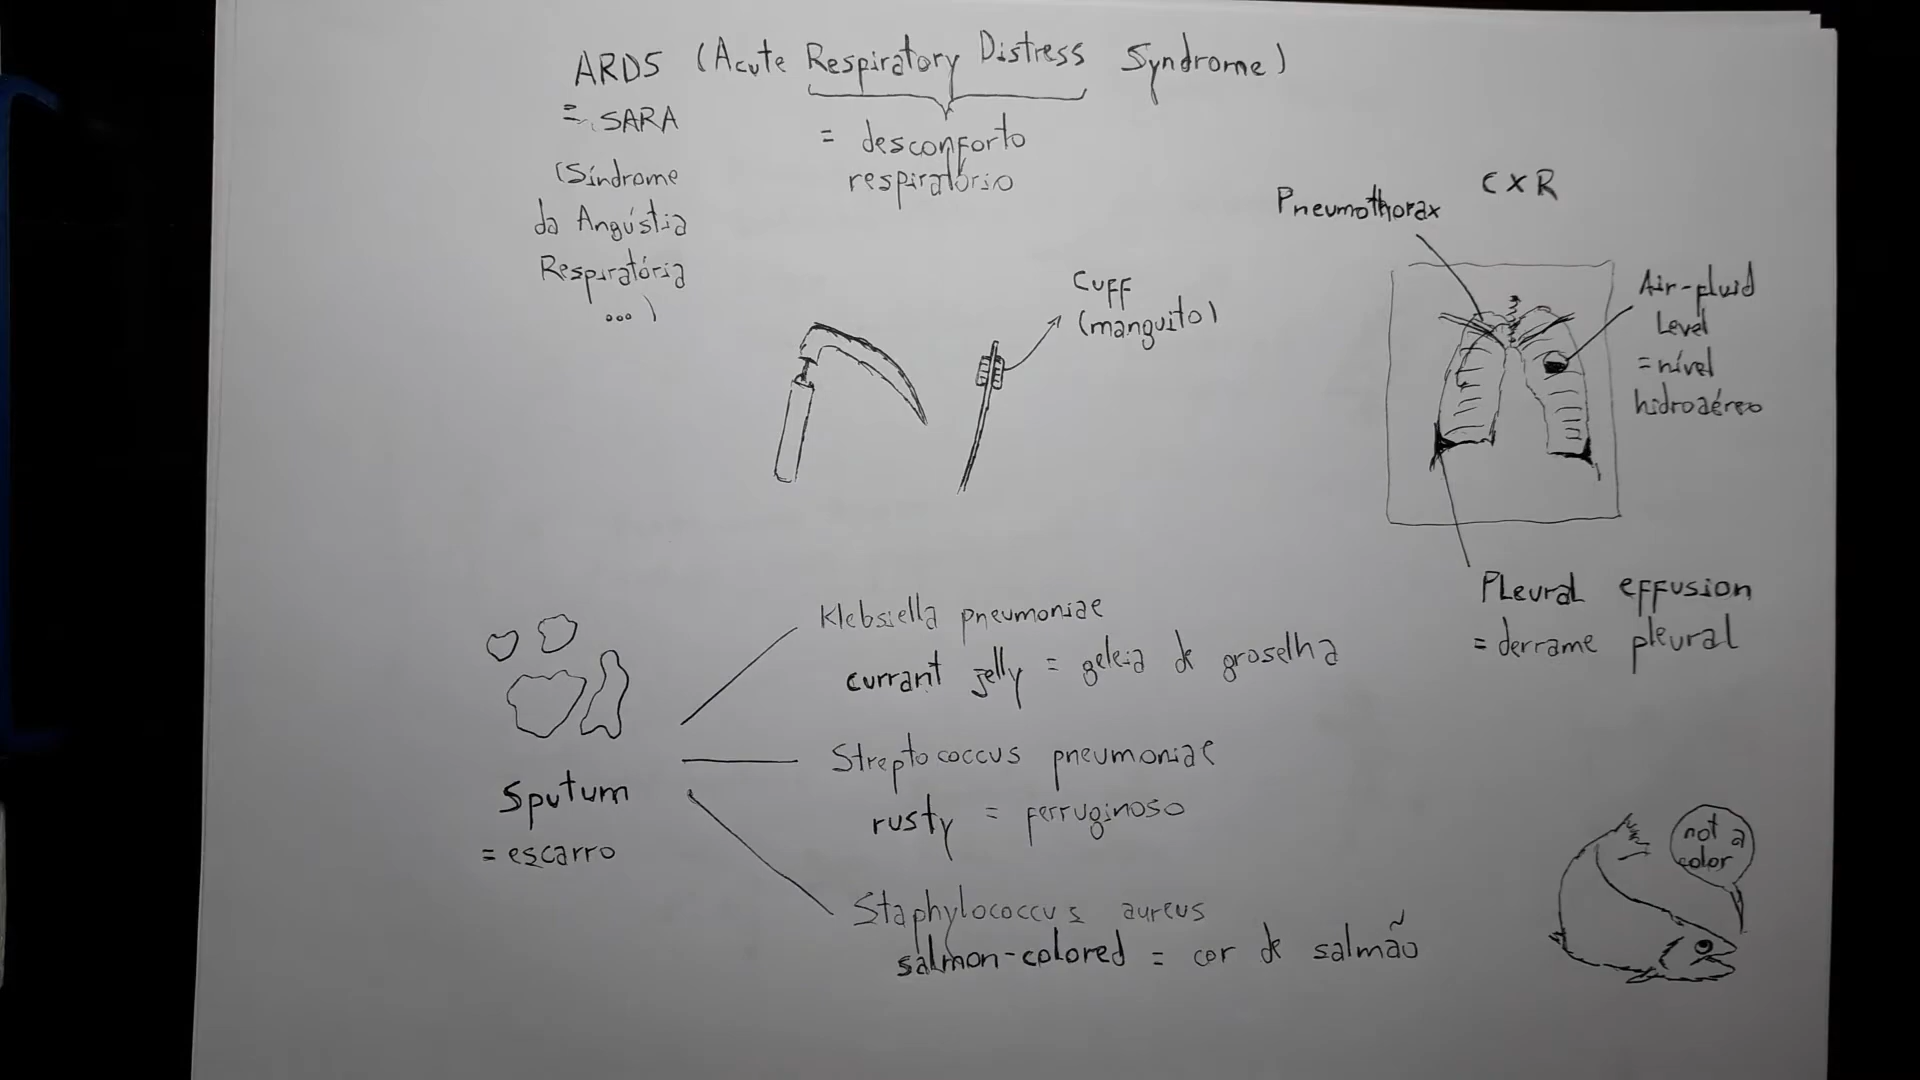 ARDS (Acute Respiratory Distress Syndrome)
= SARA
(Síndrome
da Angústia
Respiratória
...)
= desconforto
respiratório
Cuff
(manguito)
CXR
Pneumothorax
Air-fluid
Level
= nível
hidroaéreo
Pleural effusion
= derrame pleural
Sputum
= escarro
Klebsiella pneumoniae
currant jelly = geleia de groselha
Streptococcus pneumoniae
rusty = ferruginoso
Staphylococcus aureus
salmon-colored = cor de salmão
not a
color